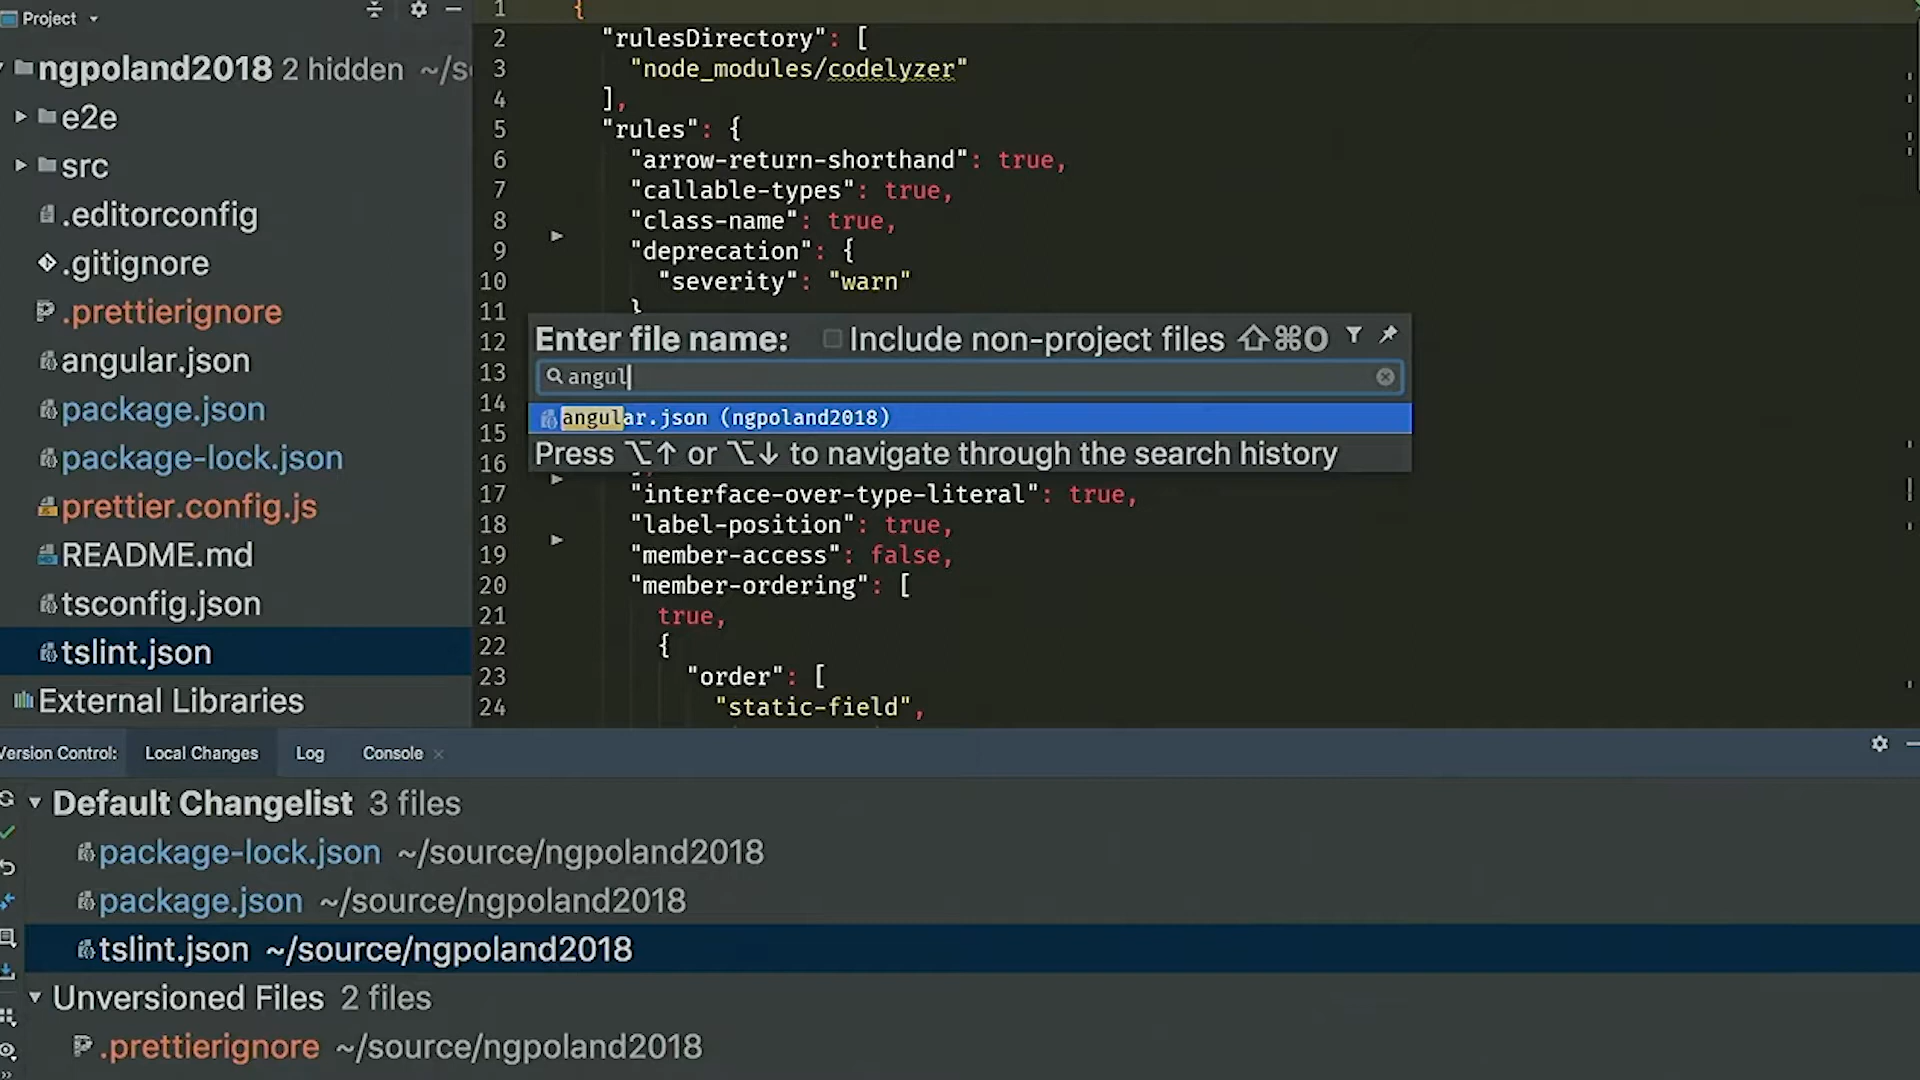 Project
ngpoland2018 2 hidden ~/s
e2e
src
.editorconfig
.gitignore
.prettierignore
angular.json
package.json
package-lock.json
prettier.config.js
README.md
tsconfig.json
tslint.json
External Libraries
1 {
2 "rulesDirectory": [
3 "node_modules/codelyzer"
4 ],
5 "rules": {
6 "arrow-return-shorthand": true,
7 "callable-types": true,
8 "class-name": true,
9 "deprecation": {
10 "severity": "warn"
11 }
12
13
14
15
16
17 "interface-over-type-literal": true,
18 "label-position": true,
19 "member-access": false,
20 "member-ordering": [
21 true,
22 {
23 "order": [
24 "static-field",
Enter file name: Include non-project files ⇧⌘O
angul
angular.json (ngpoland2018)
Press ⌥↑ or ⌥↓ to navigate through the search history
Version Control: Local Changes Log Console ×
Default Changelist 3 files
package-lock.json ~/source/ngpoland2018
package.json ~/source/ngpoland2018
tslint.json ~/source/ngpoland2018
Unversioned Files 2 files
.prettierignore ~/source/ngpoland2018